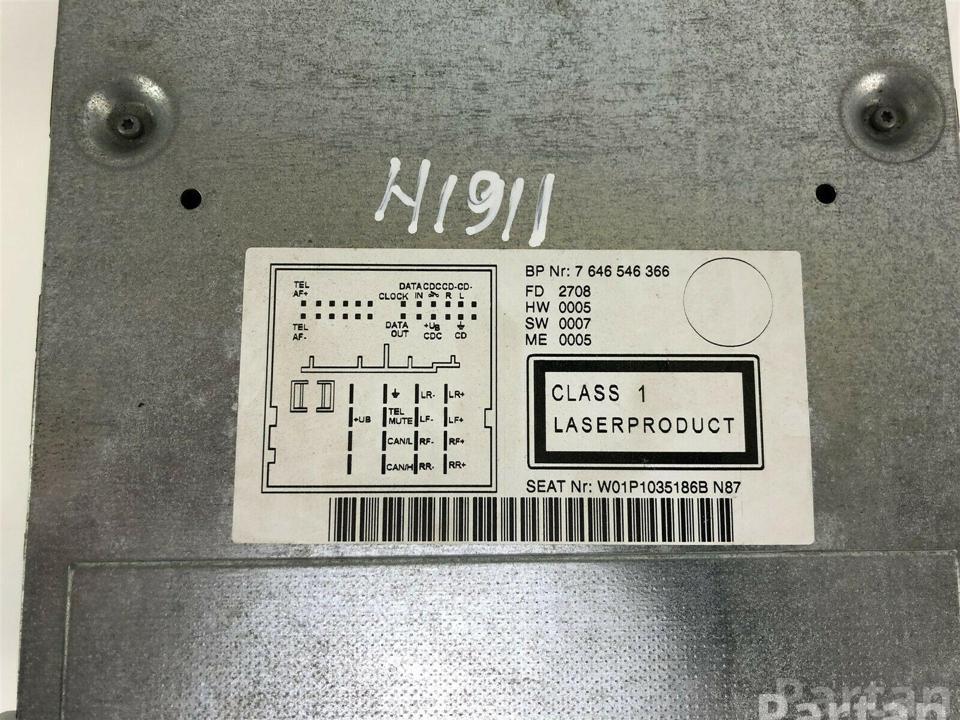 H1911
BP Nr: 7 646 546 366
FD 2708
HW 0005
SW 0007
ME 0005
CLASS 1
LASERPRODUCT
SEAT Nr: W01P1035186B N87
TEL DATA CDC CD- CD-
AF+ CLOCK IN R L
TEL DATA +UB
AF- OUT CDC CD
LR- LR+
+UB TEL MUTE LF- LF+
CAN/L RF- RF+
CAN/H RR- RR+
Partan
Partan